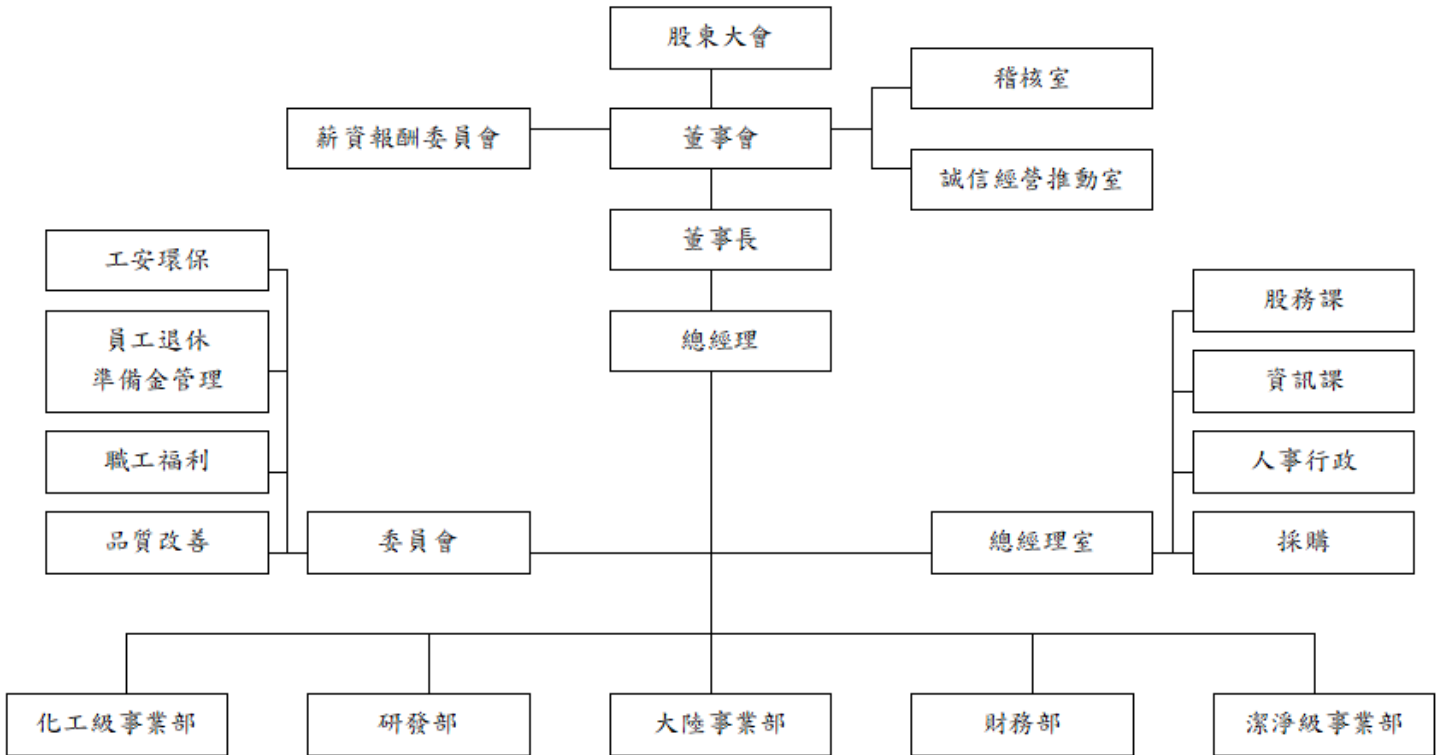 股東大會
稽核室
薪資報酬委員會
董事會
誠信經營推動室
董事長
工安環保
股務課
員工退休
準備金管理
總經理
資訊課
職工福利
人事行政
品質改善
委員會
總經理室
採購
化工級事業部
研發部
大陸事業部
財務部
潔淨級事業部